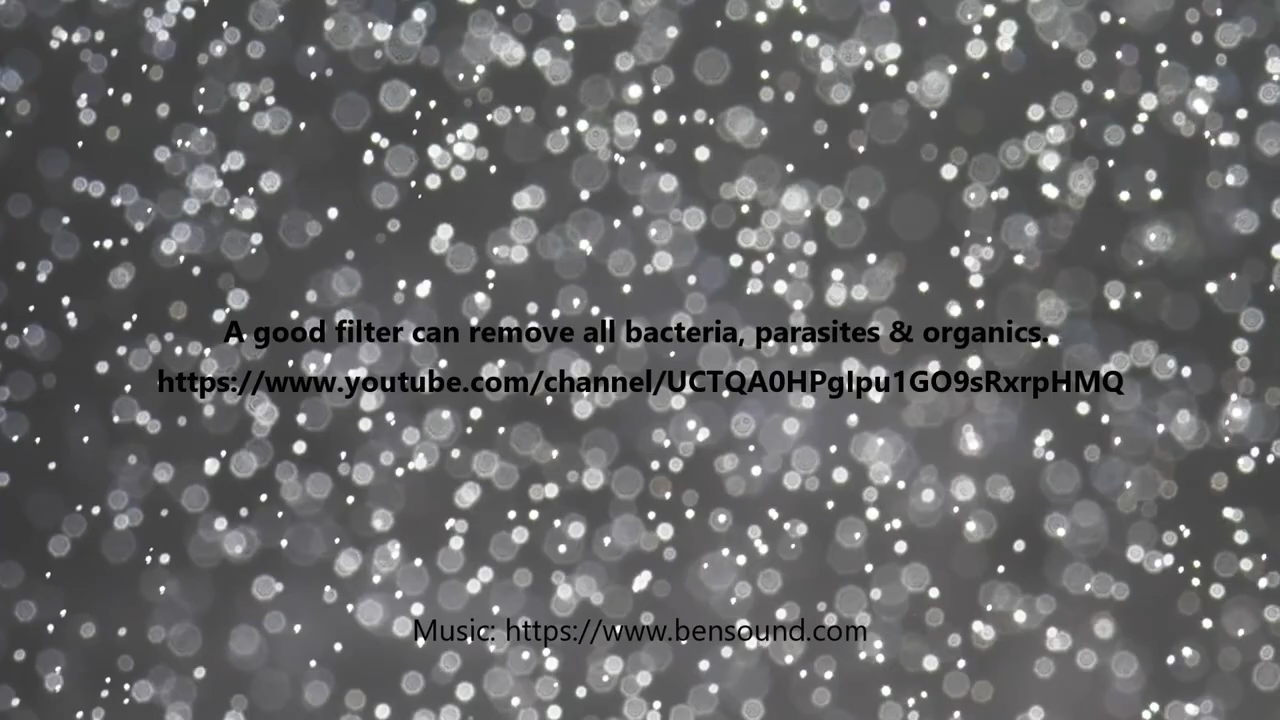 A good filter can remove all bacteria, parasites & organics.
https://www.youtube.com/channel/UCTQA0HPgIpu1GO9sRxrpHMQ
Music: https://www.bensound.com